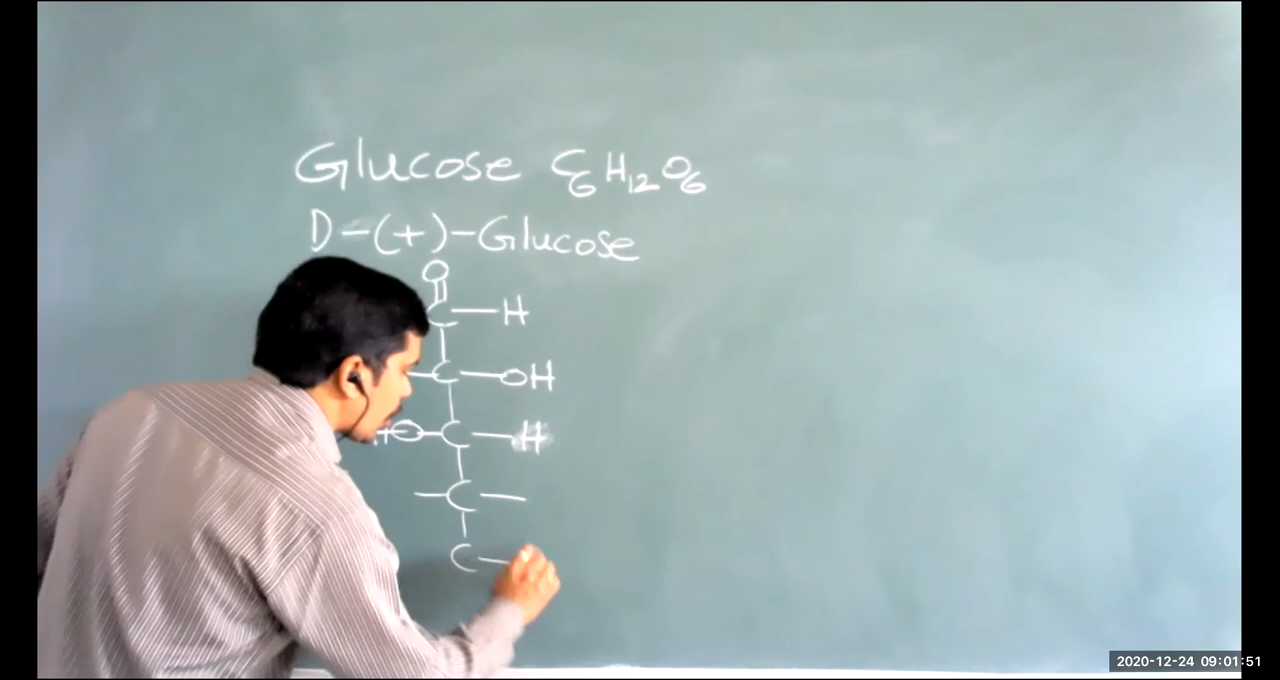 Glucose C6H12O6
D-(+)-Glucose
O
C-H
-C-OH
HO-C-H
-C-
C-
2020-12-24 09:01:51